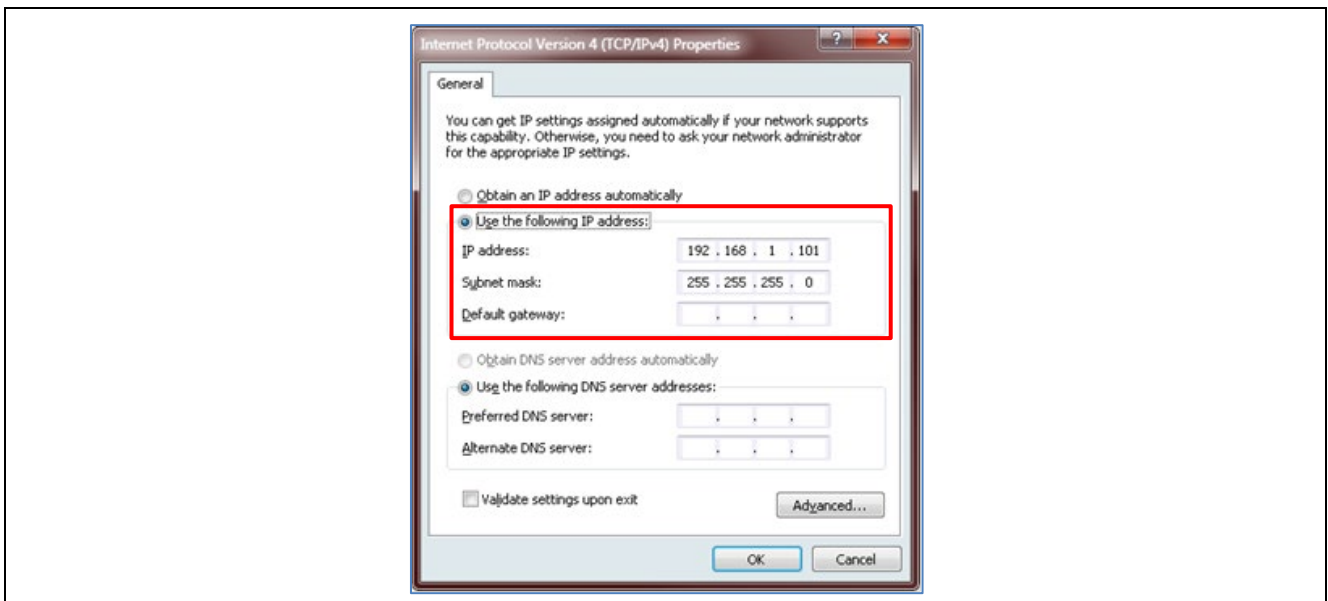 Internet Protocol Version 4 (TCP/IPv4) Properties
General
You can get IP settings assigned automatically if your network supports
this capability. Otherwise, you need to ask your network administrator
for the appropriate IP settings.
Obtain an IP address automatically
Use the following IP address:
IP address: 192 . 168 . 1 . 101
Subnet mask: 255 . 255 . 255 . 0
Default gateway: . . .
Obtain DNS server address automatically
Use the following DNS server addresses:
Preferred DNS server: . . .
Alternate DNS server: . . .
Validate settings upon exit
Advanced...
OK Cancel